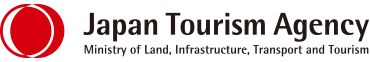 Japan Tourism Agency
Ministry of Land, Infrastructure, Transport and Tourism